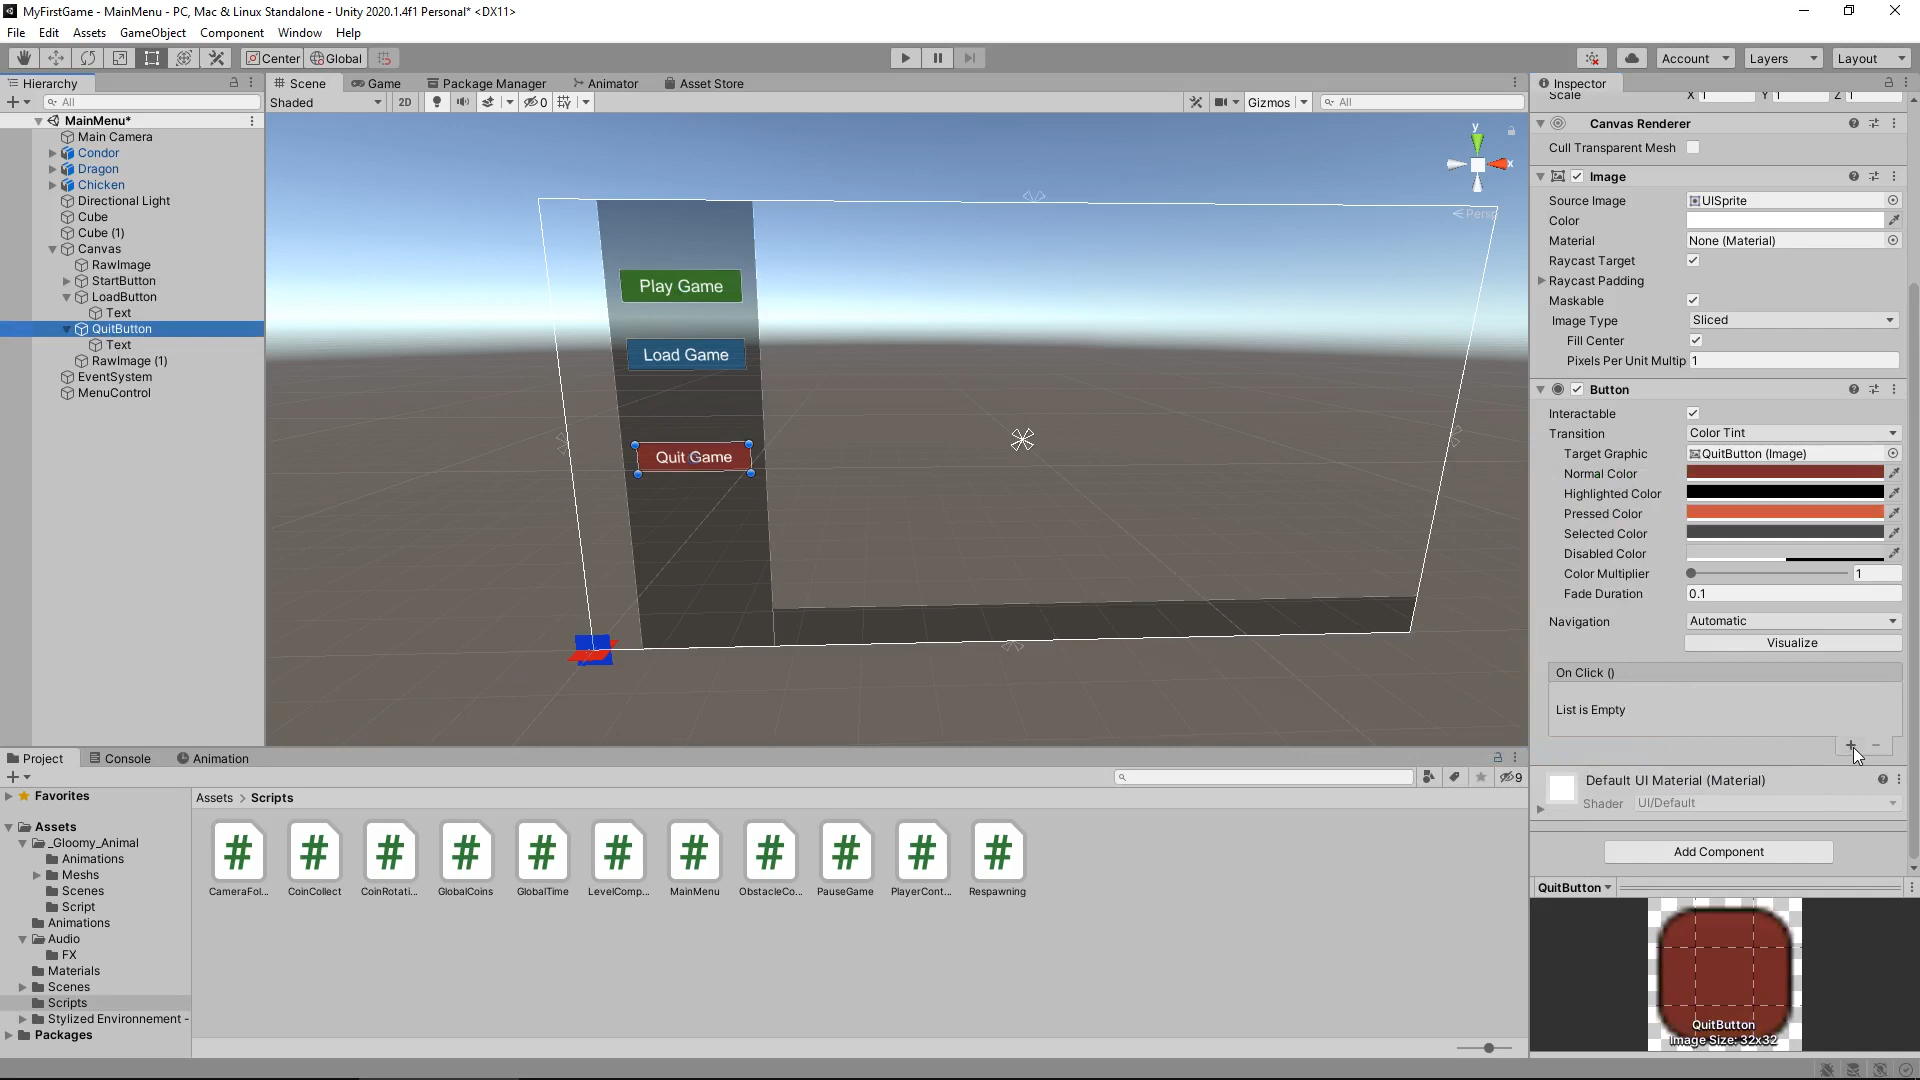 MyFirstGame - MainMenu - PC, Mac & Linux Standalone - Unity 2020.1.4f1 Personal* <DX11>
File Edit Assets GameObject Component Window Help
Center Global Account Layers Layout
Hierarchy
All
MainMenu*
Main Camera
Condor
Dragon
Chicken
Directional Light
Cube
Cube (1)
Canvas
RawImage
StartButton
LoadButton
Text
QuitButton
Text
RawImage (1)
EventSystem
MenuControl
Scene Game Package Manager Animator Asset Store
Shaded 2D 0 Gizmos All
y
x
Persp
Play Game
Load Game
Quit Game
Inspector
Scale X 1 Y 1 Z 1
Canvas Renderer
Cull Transparent Mesh
Image
Source Image UISprite
Color
Material None (Material)
Raycast Target
Raycast Padding
Maskable
Image Type Sliced
Fill Center
Pixels Per Unit Multip 1
Button
Interactable
Transition Color Tint
Target Graphic QuitButton (Image)
Normal Color
Highlighted Color
Pressed Color
Selected Color
Disabled Color
Color Multiplier 1
Fade Duration 0.1
Navigation Automatic
Visualize
On Click ()
List is Empty
Default UI Material (Material)
Shader UI/Default
Add Component
QuitButton
QuitButton
Image Size: 32x32
Project Console Animation
9
Favorites
Assets
_Gloomy_Animal
Animations
Meshs
Scenes
Script
Animations
Audio
FX
Materials
Scenes
Scripts
Stylized Environnement -
Packages
Assets > Scripts
CameraFol... CoinCollect CoinRotati... GlobalCoins GlobalTime LevelComp... MainMenu ObstacleCo... PauseGame PlayerCont... Respawning